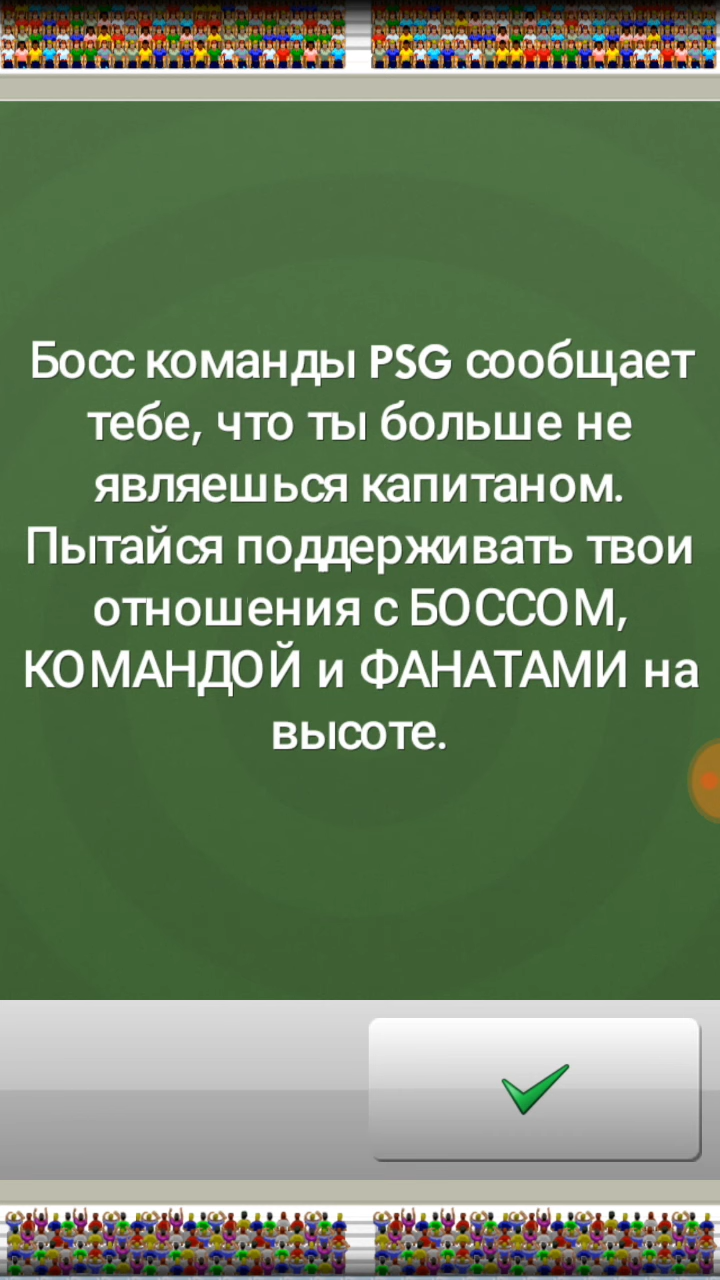 Босс команды PSG сообщает
тебе, что ты больше не
являешься капитаном.
Пытайся поддерживать твои
отношения с БОССОМ,
КОМАНДОЙ и ФАНАТАМИ на
высоте.